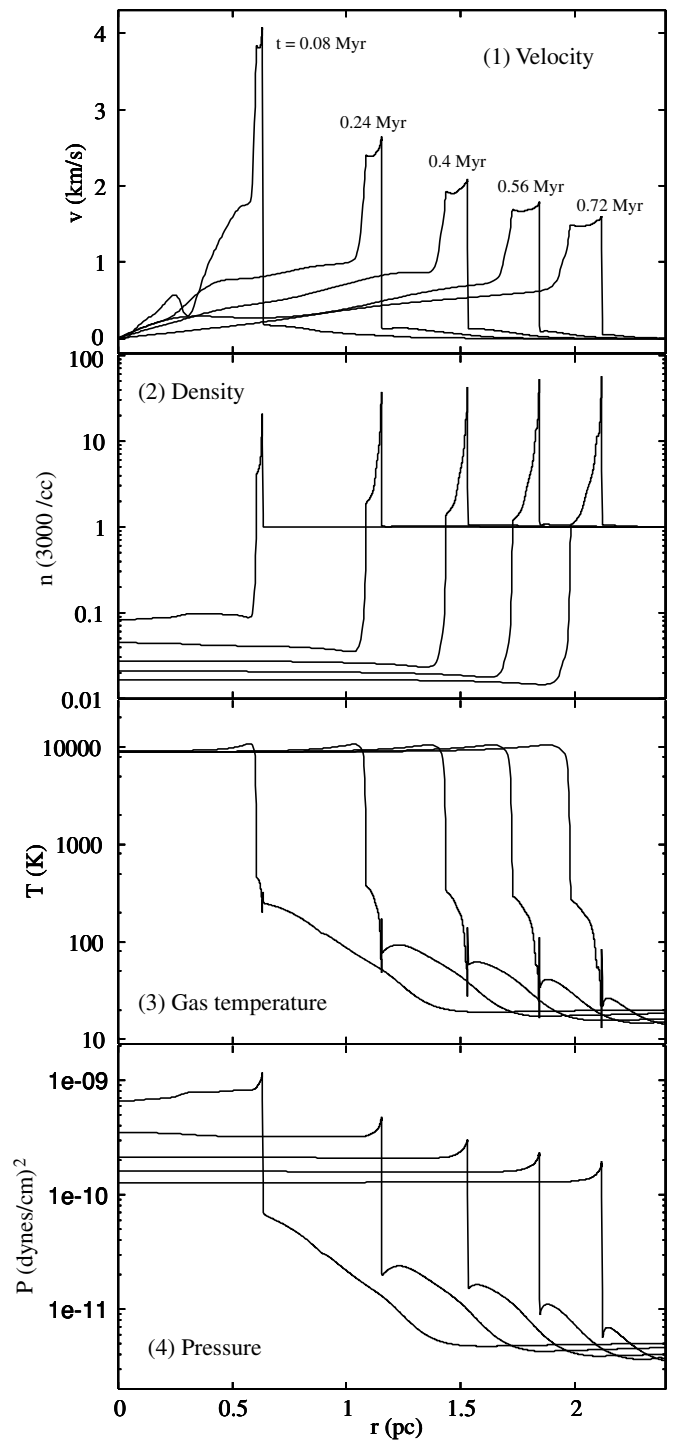 4
3
2
1
0
v (km/s)
(1) Velocity
t = 0.08 Myr
0.24 Myr
0.4 Myr
0.56 Myr
0.72 Myr
100
10
1
0.1
0.01
n (3000 /cc)
(2) Density
10000
1000
100
10
T (K)
(3) Gas temperature
1e-09
1e-10
1e-11
P (dynes/cm)²
(4) Pressure
0 0.5 1 1.5 2
r (pc)